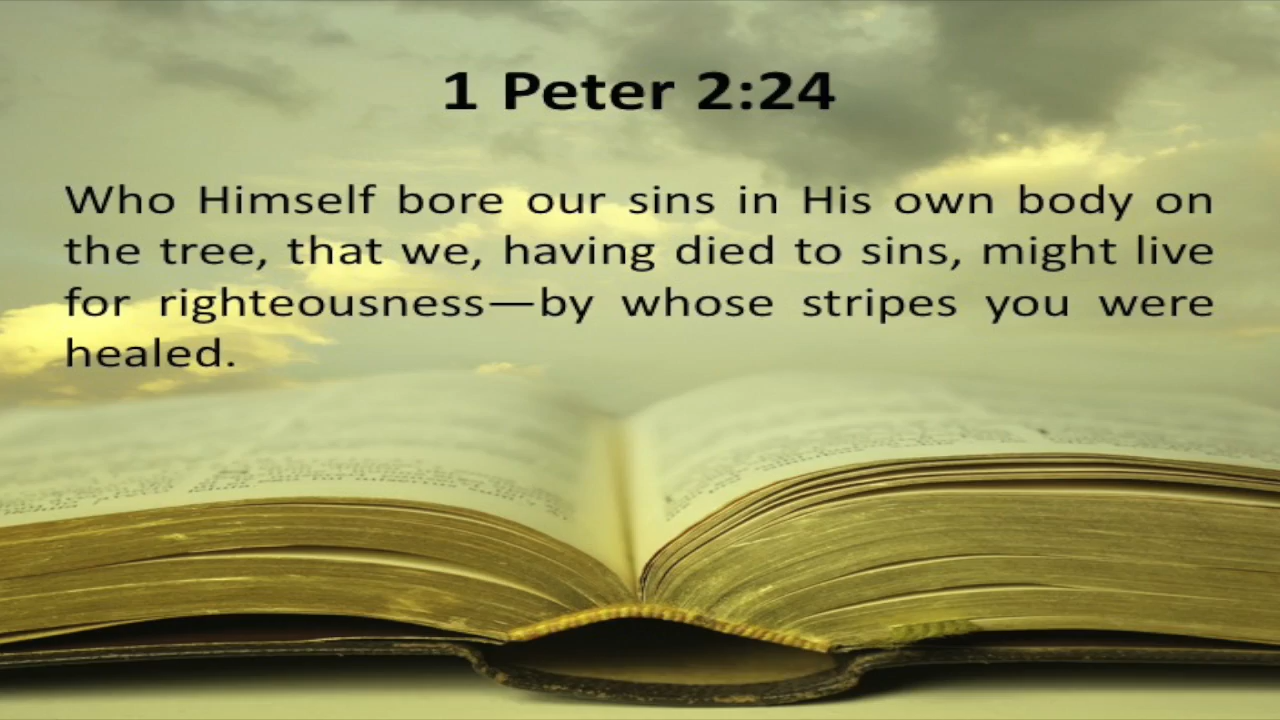 1 Peter 2:24
Who Himself bore our sins in His own body on
the tree, that we, having died to sins, might live
for righteousness—by whose stripes you were
healed.